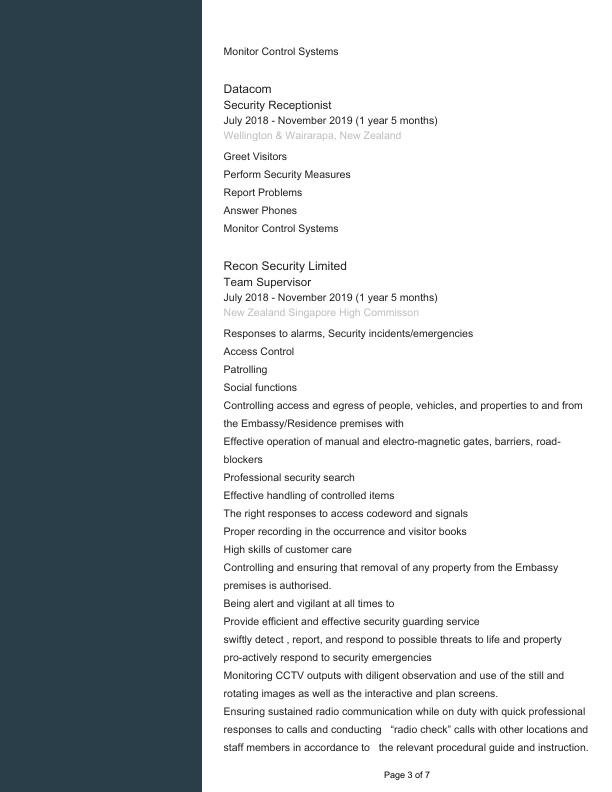 Monitor Control Systems
Datacom
Security Receptionist
July 2018 - November 2019 (1 year 5 months)
Wellington & Wairarapa, New Zealand
Greet Visitors
Perform Security Measures
Report Problems
Answer Phones
Monitor Control Systems
Recon Security Limited
Team Supervisor
July 2018 - November 2019 (1 year 5 months)
New Zealand Singapore High Commisson
Responses to alarms, Security incidents/emergencies
Access Control
Patrolling
Social functions
Controlling access and egress of people, vehicles, and properties to and from
the Embassy/Residence premises with
Effective operation of manual and electro-magnetic gates, barriers, road-
blockers
Professional security search
Effective handling of controlled items
The right responses to access codeword and signals
Proper recording in the occurrence and visitor books
High skills of customer care
Controlling and ensuring that removal of any property from the Embassy
premises is authorised.
Being alert and vigilant at all times to
Provide efficient and effective security guarding service
swiftly detect , report, and respond to possible threats to life and property
pro-actively respond to security emergencies
Monitoring CCTV outputs with diligent observation and use of the still and
rotating images as well as the interactive and plan screens.
Ensuring sustained radio communication while on duty with quick professional
responses to calls and conducting “radio check” calls with other locations and
staff members in accordance to the relevant procedural guide and instruction.
Page 3 of 7